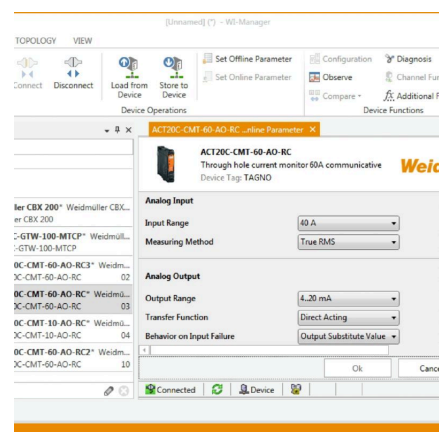 [Unnamed] (*) - WI-Manager
TOPOLOGY VIEW
Connect Disconnect Load from Device Store to Device
Set Offline Parameter
Set Online Parameter
Configuration Diagnosis
Observe Channel Fun
Compare Additional F
Device Operations Device Functions
ACT20C-CMT-60-AO-RC ...nline Parameter
ACT20C-CMT-60-AO-RC
Through hole current monitor 60A communicative
Device Tag: TAGNO
Weid
ller CBX 200* Weidmüller CBX...
er CBX 200
C-GTW-100-MTCP* Weidmüll...
C-GTW-100-MTCP
0C-CMT-60-AO-RC3* Weidm...
0C-CMT-60-AO-RC 02
0C-CMT-60-AO-RC* Weidmü...
0C-CMT-60-AO-RC 03
0C-CMT-10-AO-RC* Weidmü...
0C-CMT-10-AO-RC 04
0C-CMT-60-AO-RC2* Weidm...
0C-CMT-60-AO-RC 10
Analog Input
Input Range 40 A
Measuring Method True RMS
Analog Output
Output Range 4..20 mA
Transfer Function Direct Acting
Behavior on Input Failure Output Substitute Value
Ok Cance
Connected Device